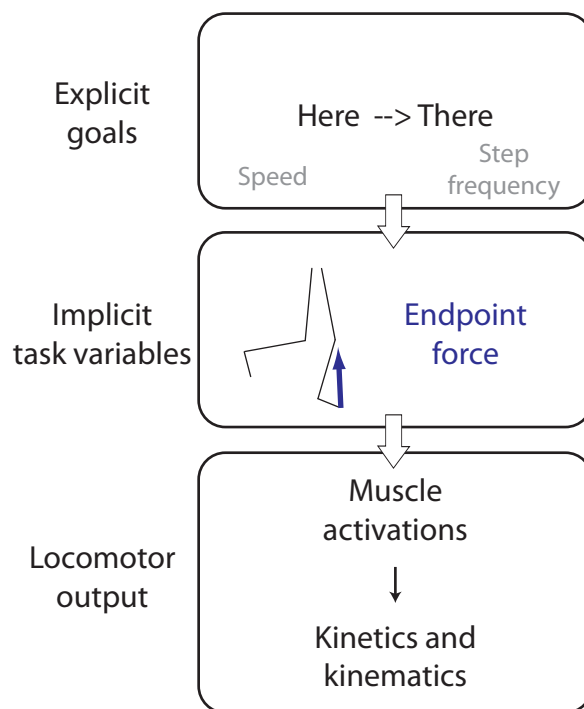 Explicit
goals
Here --> There
Speed
Step
frequency
Implicit
task variables
Endpoint
force
Locomotor
output
Muscle
activations
Kinetics and
kinematics